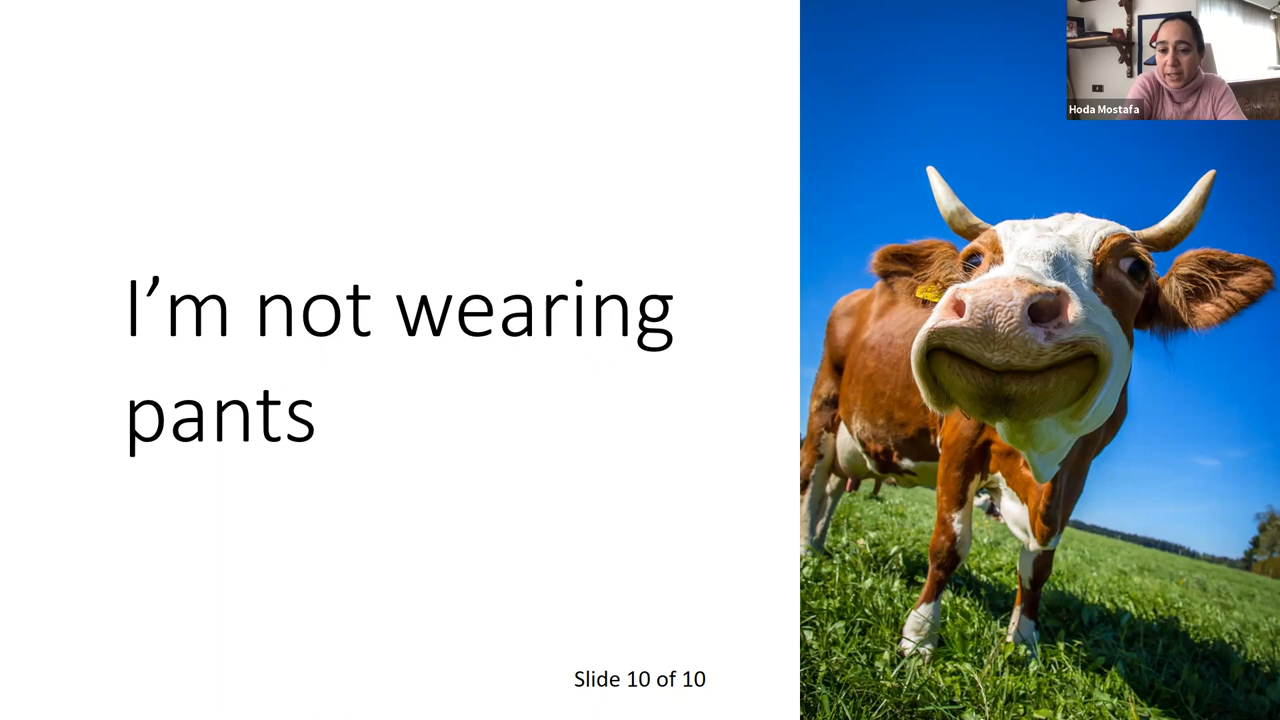 Hoda Mostafa
I’m not wearing
pants
Slide 10 of 10